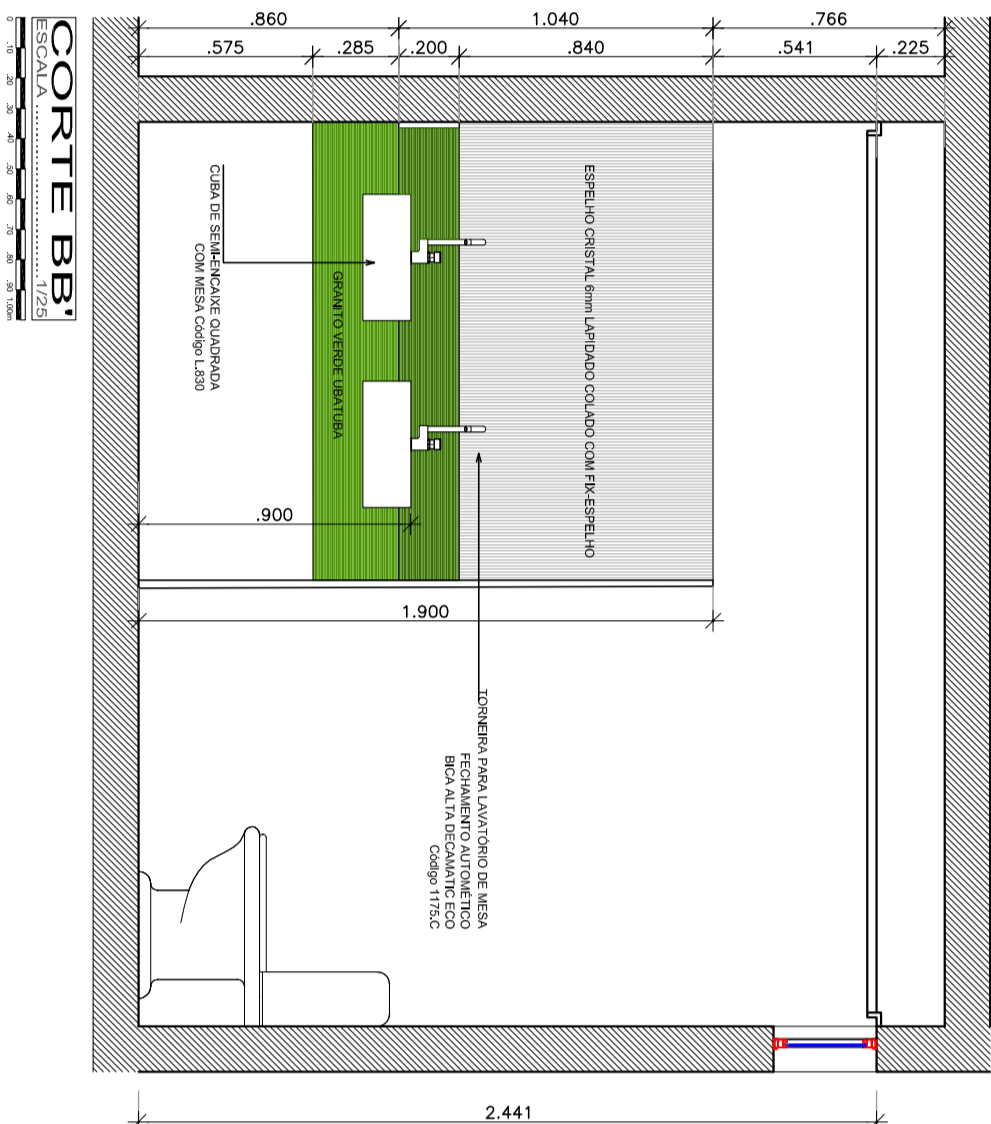 .860
1.040
.766
.575
.285
.200
.840
.541
.225
ESPELHO CRISTAL 6mm LAPIDADO COLADO COM FIX-ESPELHO
GRANITO VERDE UBATUBA
CUBA DE SEMI-ENCAIXE QUADRADA
COM MESA Código L.830
.900
1.900
TORNEIRA PARA LAVATÓRIO DE MESA
FECHAMENTO AUTOMÉTICO
BICA ALTA DECAMATIC ECO
Código 1175.C
2.441
CORTE BB'
ESCALA ............1/25
0 .10 .20 .30 .40 .50 .60 .70 .80 .90 1.00m